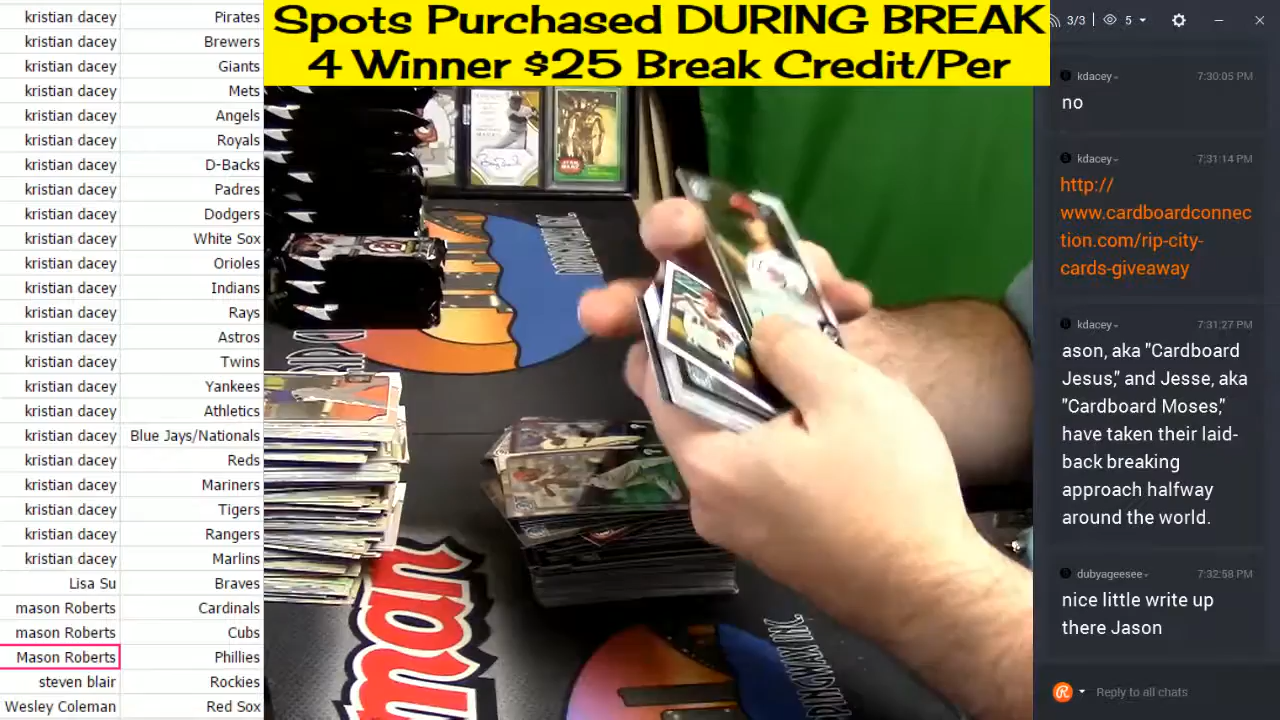 Spots Purchased DURING BREAK
4 Winner $25 Break Credit/Per
kristian dacey Pirates
kristian dacey Brewers
kristian dacey Giants
kristian dacey Mets
kristian dacey Angels
kristian dacey Royals
kristian dacey D-Backs
kristian dacey Padres
kristian dacey Dodgers
kristian dacey White Sox
kristian dacey Orioles
kristian dacey Indians
kristian dacey Rays
kristian dacey Astros
kristian dacey Twins
kristian dacey Yankees
kristian dacey Athletics
kristian dacey Blue Jays/Nationals
kristian dacey Reds
kristian dacey Mariners
kristian dacey Tigers
kristian dacey Rangers
kristian dacey Marlins
Lisa Su Braves
mason Roberts Cardinals
mason Roberts Cubs
Mason Roberts Phillies
steven blair Rockies
Wesley Coleman Red Sox
STAR WARS
3/3 5
kdacey 7:30:05 PM
no
kdacey 7:31:14 PM
http://
www.cardboardconnec
tion.com/rip-city-
cards-giveaway
kdacey 7:31:27 PM
ason, aka "Cardboard
Jesus," and Jesse, aka
"Cardboard Moses,"
have taken their laid-
back breaking
approach halfway
around the world.
dubyageesee 7:32:58 PM
nice little write up
there Jason
R Reply to all chats